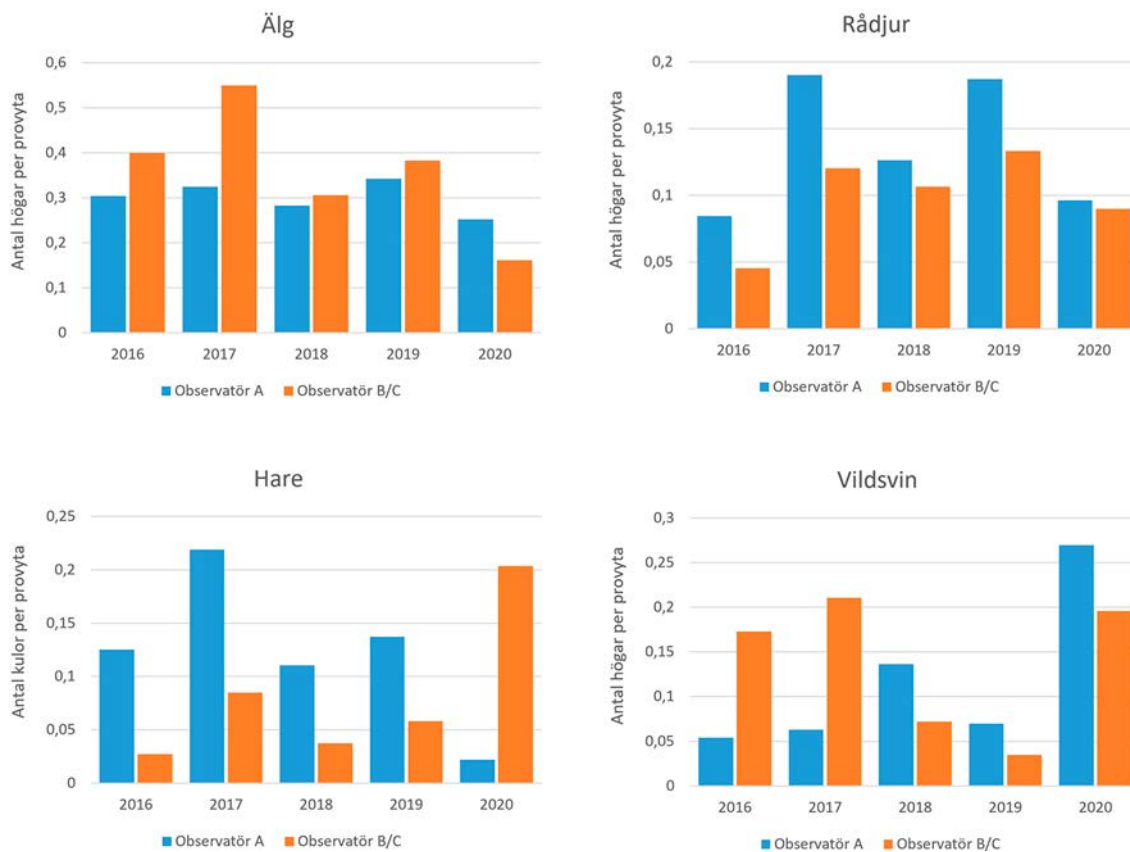 Älg
Antal högar per provyta
0,6
0,5
0,4
0,3
0,2
0,1
0
2016 2017 2018 2019 2020
Observatör A Observatör B/C
Rådjur
Antal högar per provyta
0,2
0,15
0,1
0,05
0
2016 2017 2018 2019 2020
Observatör A Observatör B/C
Hare
Antal kulor per provyta
0,25
0,2
0,15
0,1
0,05
0
2016 2017 2018 2019 2020
Observatör A Observatör B/C
Vildsvin
Antal högar per provyta
0,3
0,25
0,2
0,15
0,1
0,05
0
2016 2017 2018 2019 2020
Observatör A Observatör B/C